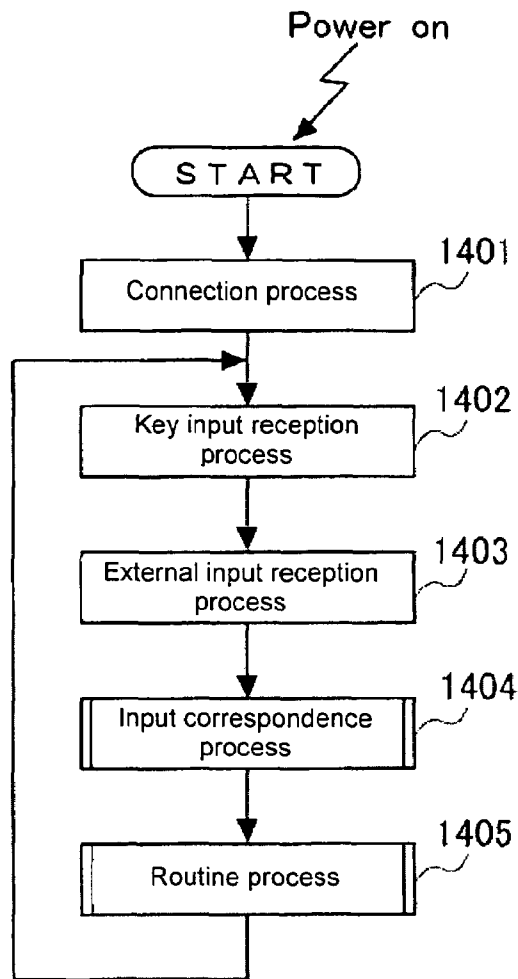 Power on
START
1401
Connection process
1402
Key input reception
process
1403
External input reception
process
1404
Input correspondence
process
1405
Routine process